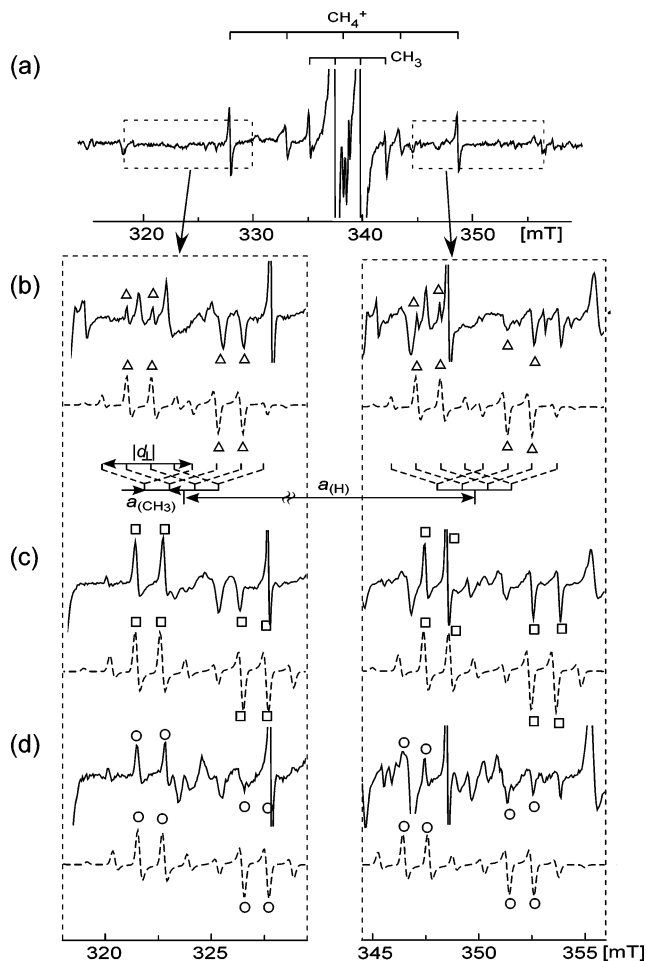 CH₄⁺
(a)
CH₃
320 330 340 350 [mT]
(b)
|d⊥|
a(H)
a(CH₃)
(c)
(d)
320 325 345 350 355 [mT]